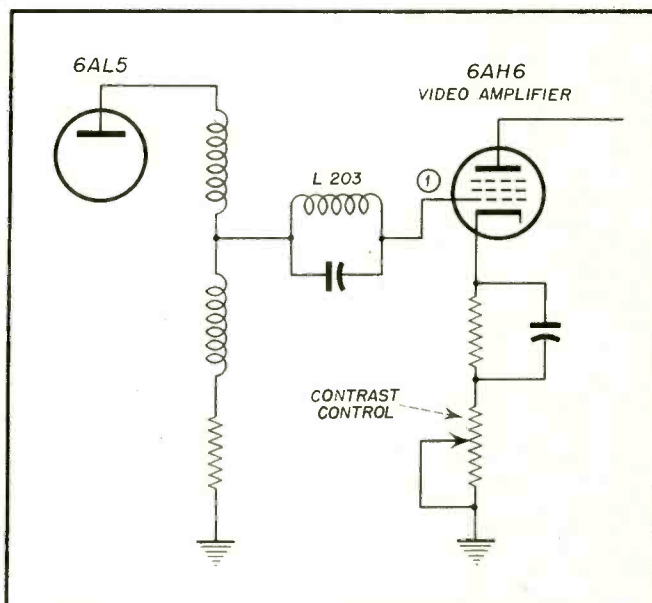 6AL5
6AH6
VIDEO AMPLIFIER
L 203
1
CONTRAST
CONTROL